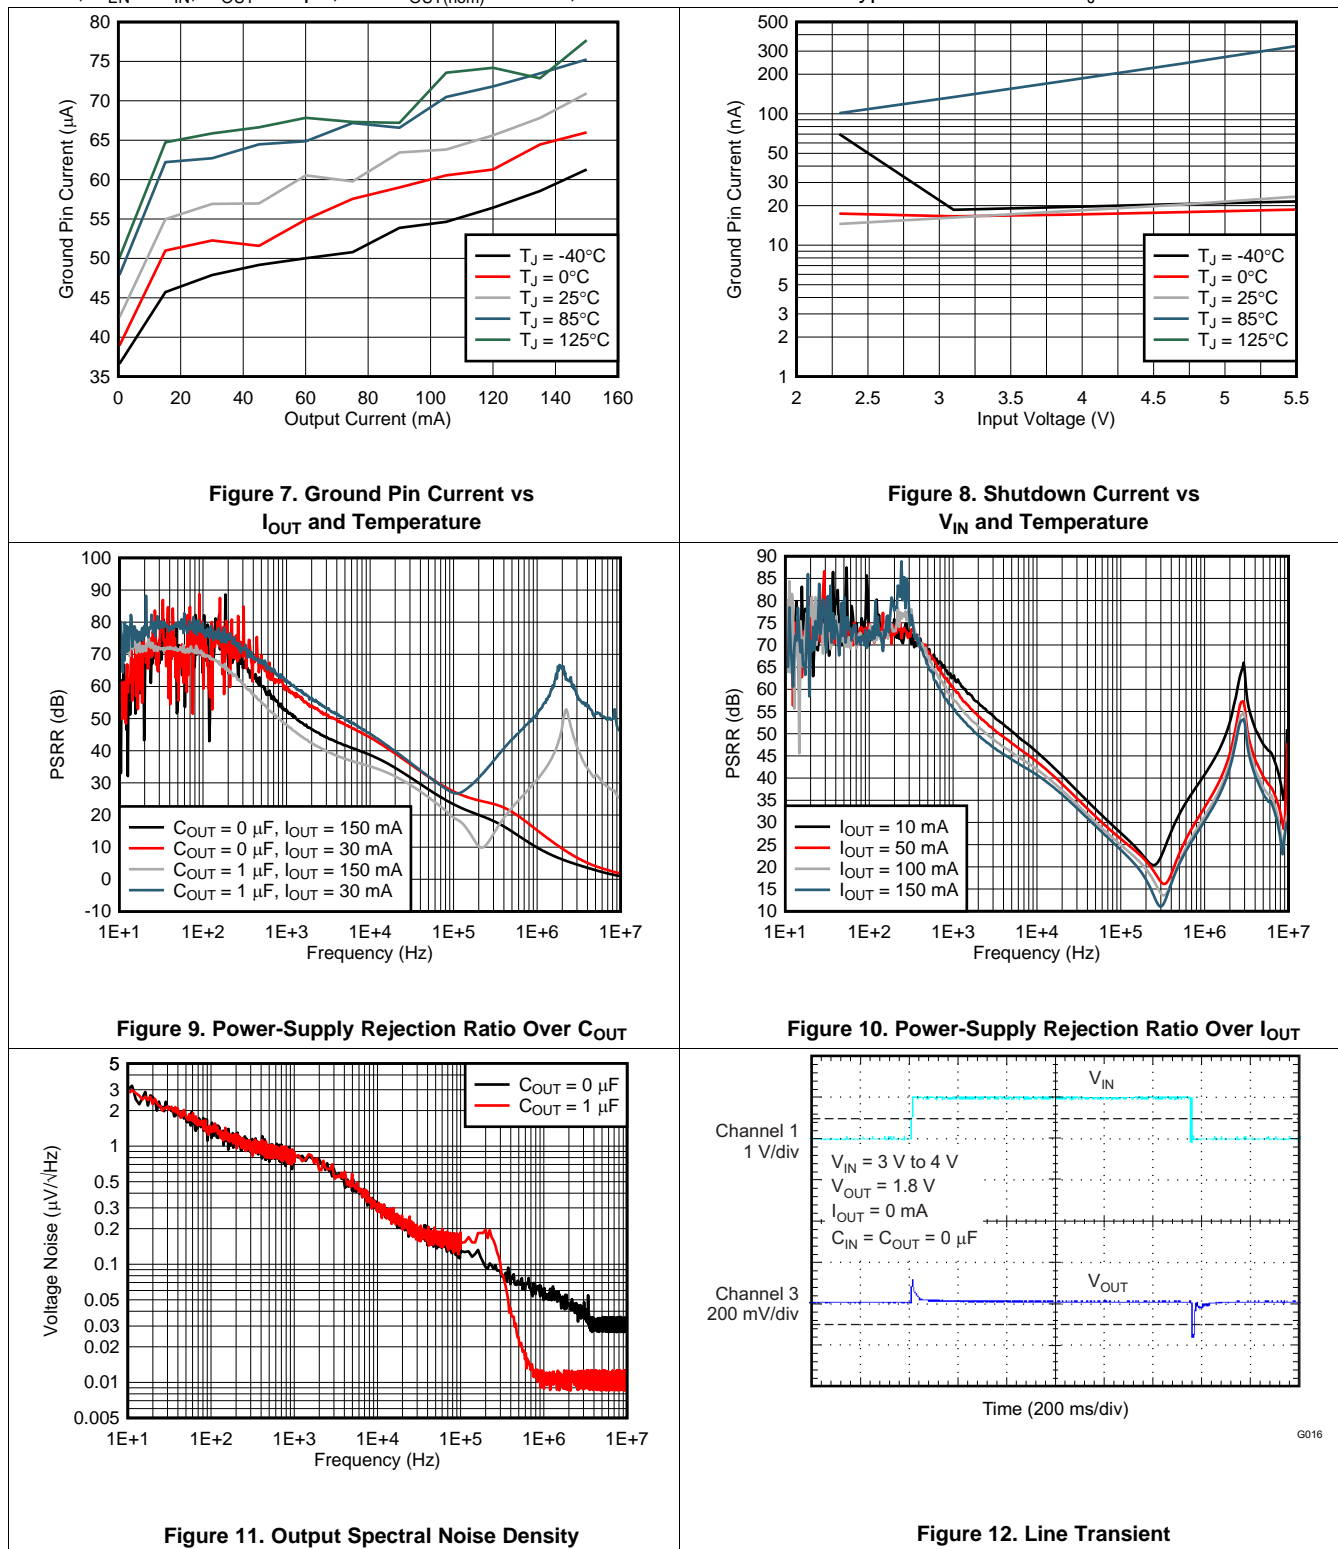 80
75
70
65
60
55
50
45
40
35
0 20 40 60 80 100 120 140 160
Ground Pin Current (μA)
Output Current (mA)
TJ = -40°C
TJ = 0°C
TJ = 25°C
TJ = 85°C
TJ = 125°C
Figure 7. Ground Pin Current vs
IOUT and Temperature
500
300
200
100
50
30
20
10
5
3
2
1
2 2.5 3 3.5 4 4.5 5 5.5
Ground Pin Current (nA)
Input Voltage (V)
TJ = -40°C
TJ = 0°C
TJ = 25°C
TJ = 85°C
TJ = 125°C
Figure 8. Shutdown Current vs
VIN and Temperature
100
90
80
70
60
50
40
30
20
10
0
-10
1E+1 1E+2 1E+3 1E+4 1E+5 1E+6 1E+7
PSRR (dB)
Frequency (Hz)
COUT = 0 μF, IOUT = 150 mA
COUT = 0 μF, IOUT = 30 mA
COUT = 1 μF, IOUT = 150 mA
COUT = 1 μF, IOUT = 30 mA
Figure 9. Power-Supply Rejection Ratio Over COUT
90
85
80
75
70
65
60
55
50
45
40
35
30
25
20
15
10
1E+1 1E+2 1E+3 1E+4 1E+5 1E+6 1E+7
PSRR (dB)
Frequency (Hz)
IOUT = 10 mA
IOUT = 50 mA
IOUT = 100 mA
IOUT = 150 mA
Figure 10. Power-Supply Rejection Ratio Over IOUT
5
3
2
1
0.5
0.3
0.2
0.1
0.05
0.03
0.02
0.01
0.005
1E+1 1E+2 1E+3 1E+4 1E+5 1E+6 1E+7
Voltage Noise (μV/√Hz)
Frequency (Hz)
COUT = 0 μF
COUT = 1 μF
Figure 11. Output Spectral Noise Density
VIN
Channel 1
1 V/div
VIN = 3 V to 4 V
VOUT = 1.8 V
IOUT = 0 mA
CIN = COUT = 0 μF
VOUT
Channel 3
200 mV/div
Time (200 ms/div)
G016
Figure 12. Line Transient